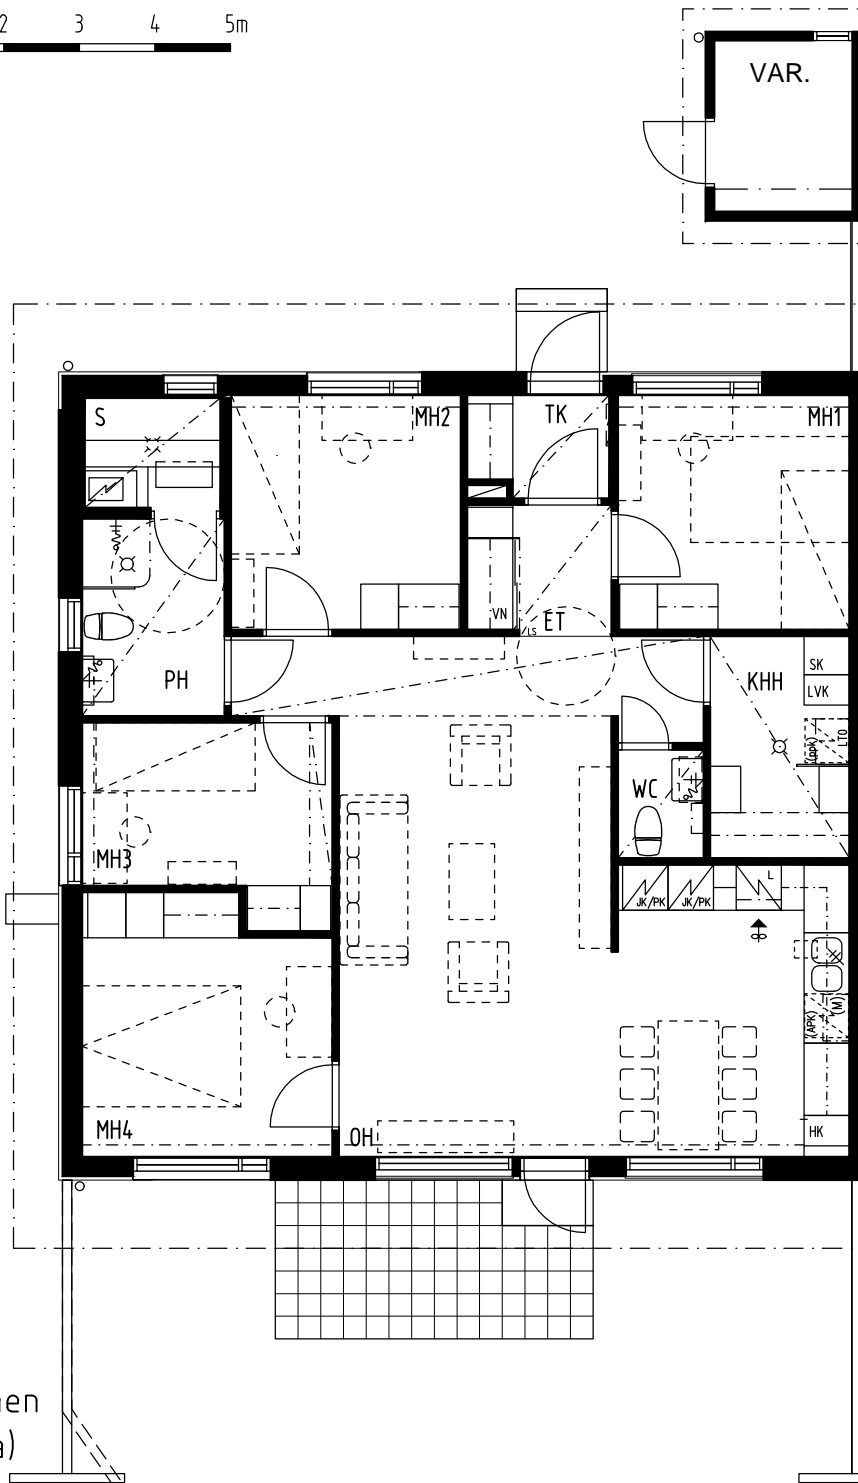 2 3 4 5m
VAR.
S
MH2
TK
MH1
VN
LS
ET
PH
KHH
SK
LVK
(ppk)
LTO
WC
MH3
JK/PK
JK/PK
L
(APK)
(M)
MH4
OH
HK
en
a)